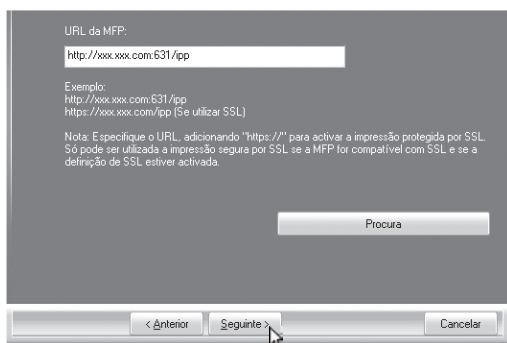 URL da MFP:
http://xxx.xxx.com:631/ipp
Exemplo:
http://xxx.xxx.com:631/ipp
https://xxx.xxx.com/ipp (Se utilizar SSL)
Nota: Especifique o URL, adicionando "https://" para activar a impressão protegida por SSL.
Só pode ser utilizada a impressão segura por SSL se a MFP for compatível com SSL e se a
definição de SSL estiver activada.
Procura
< Anterior
Seguinte >
Cancelar